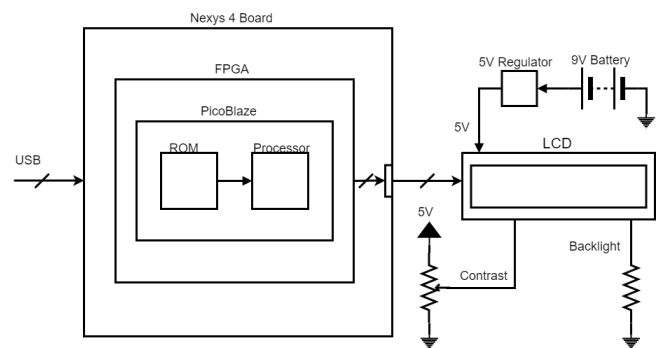 Nexys 4 Board
FPGA
PicoBlaze
ROM
Processor
USB
5V Regulator
9V Battery
5V
LCD
5V
Contrast
Backlight